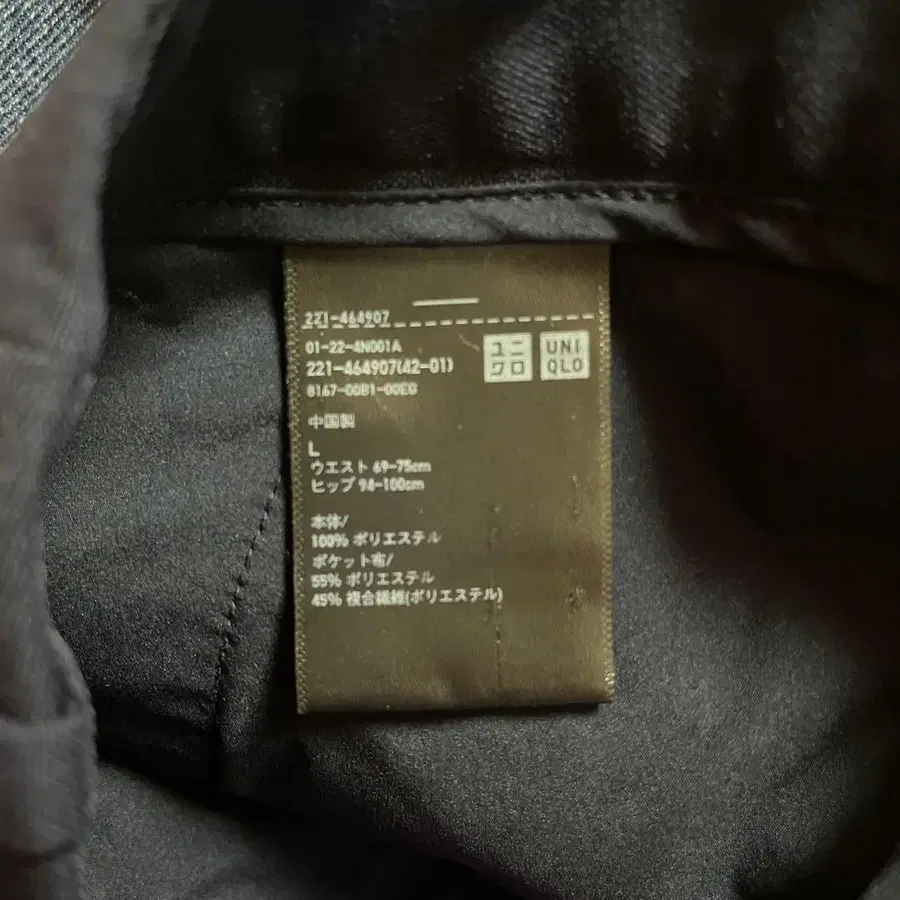 221-464907
01-22-4N001A
221-464907(42-01)
8167-00B1-00EG
ユニ
クロ
UNI
QLO
中国製
L
ウエスト 69-75cm
ヒップ 94-100cm
本体/
100% ポリエステル
ポケット布/
55% ポリエステル
45% 複合繊維(ポリエステル)